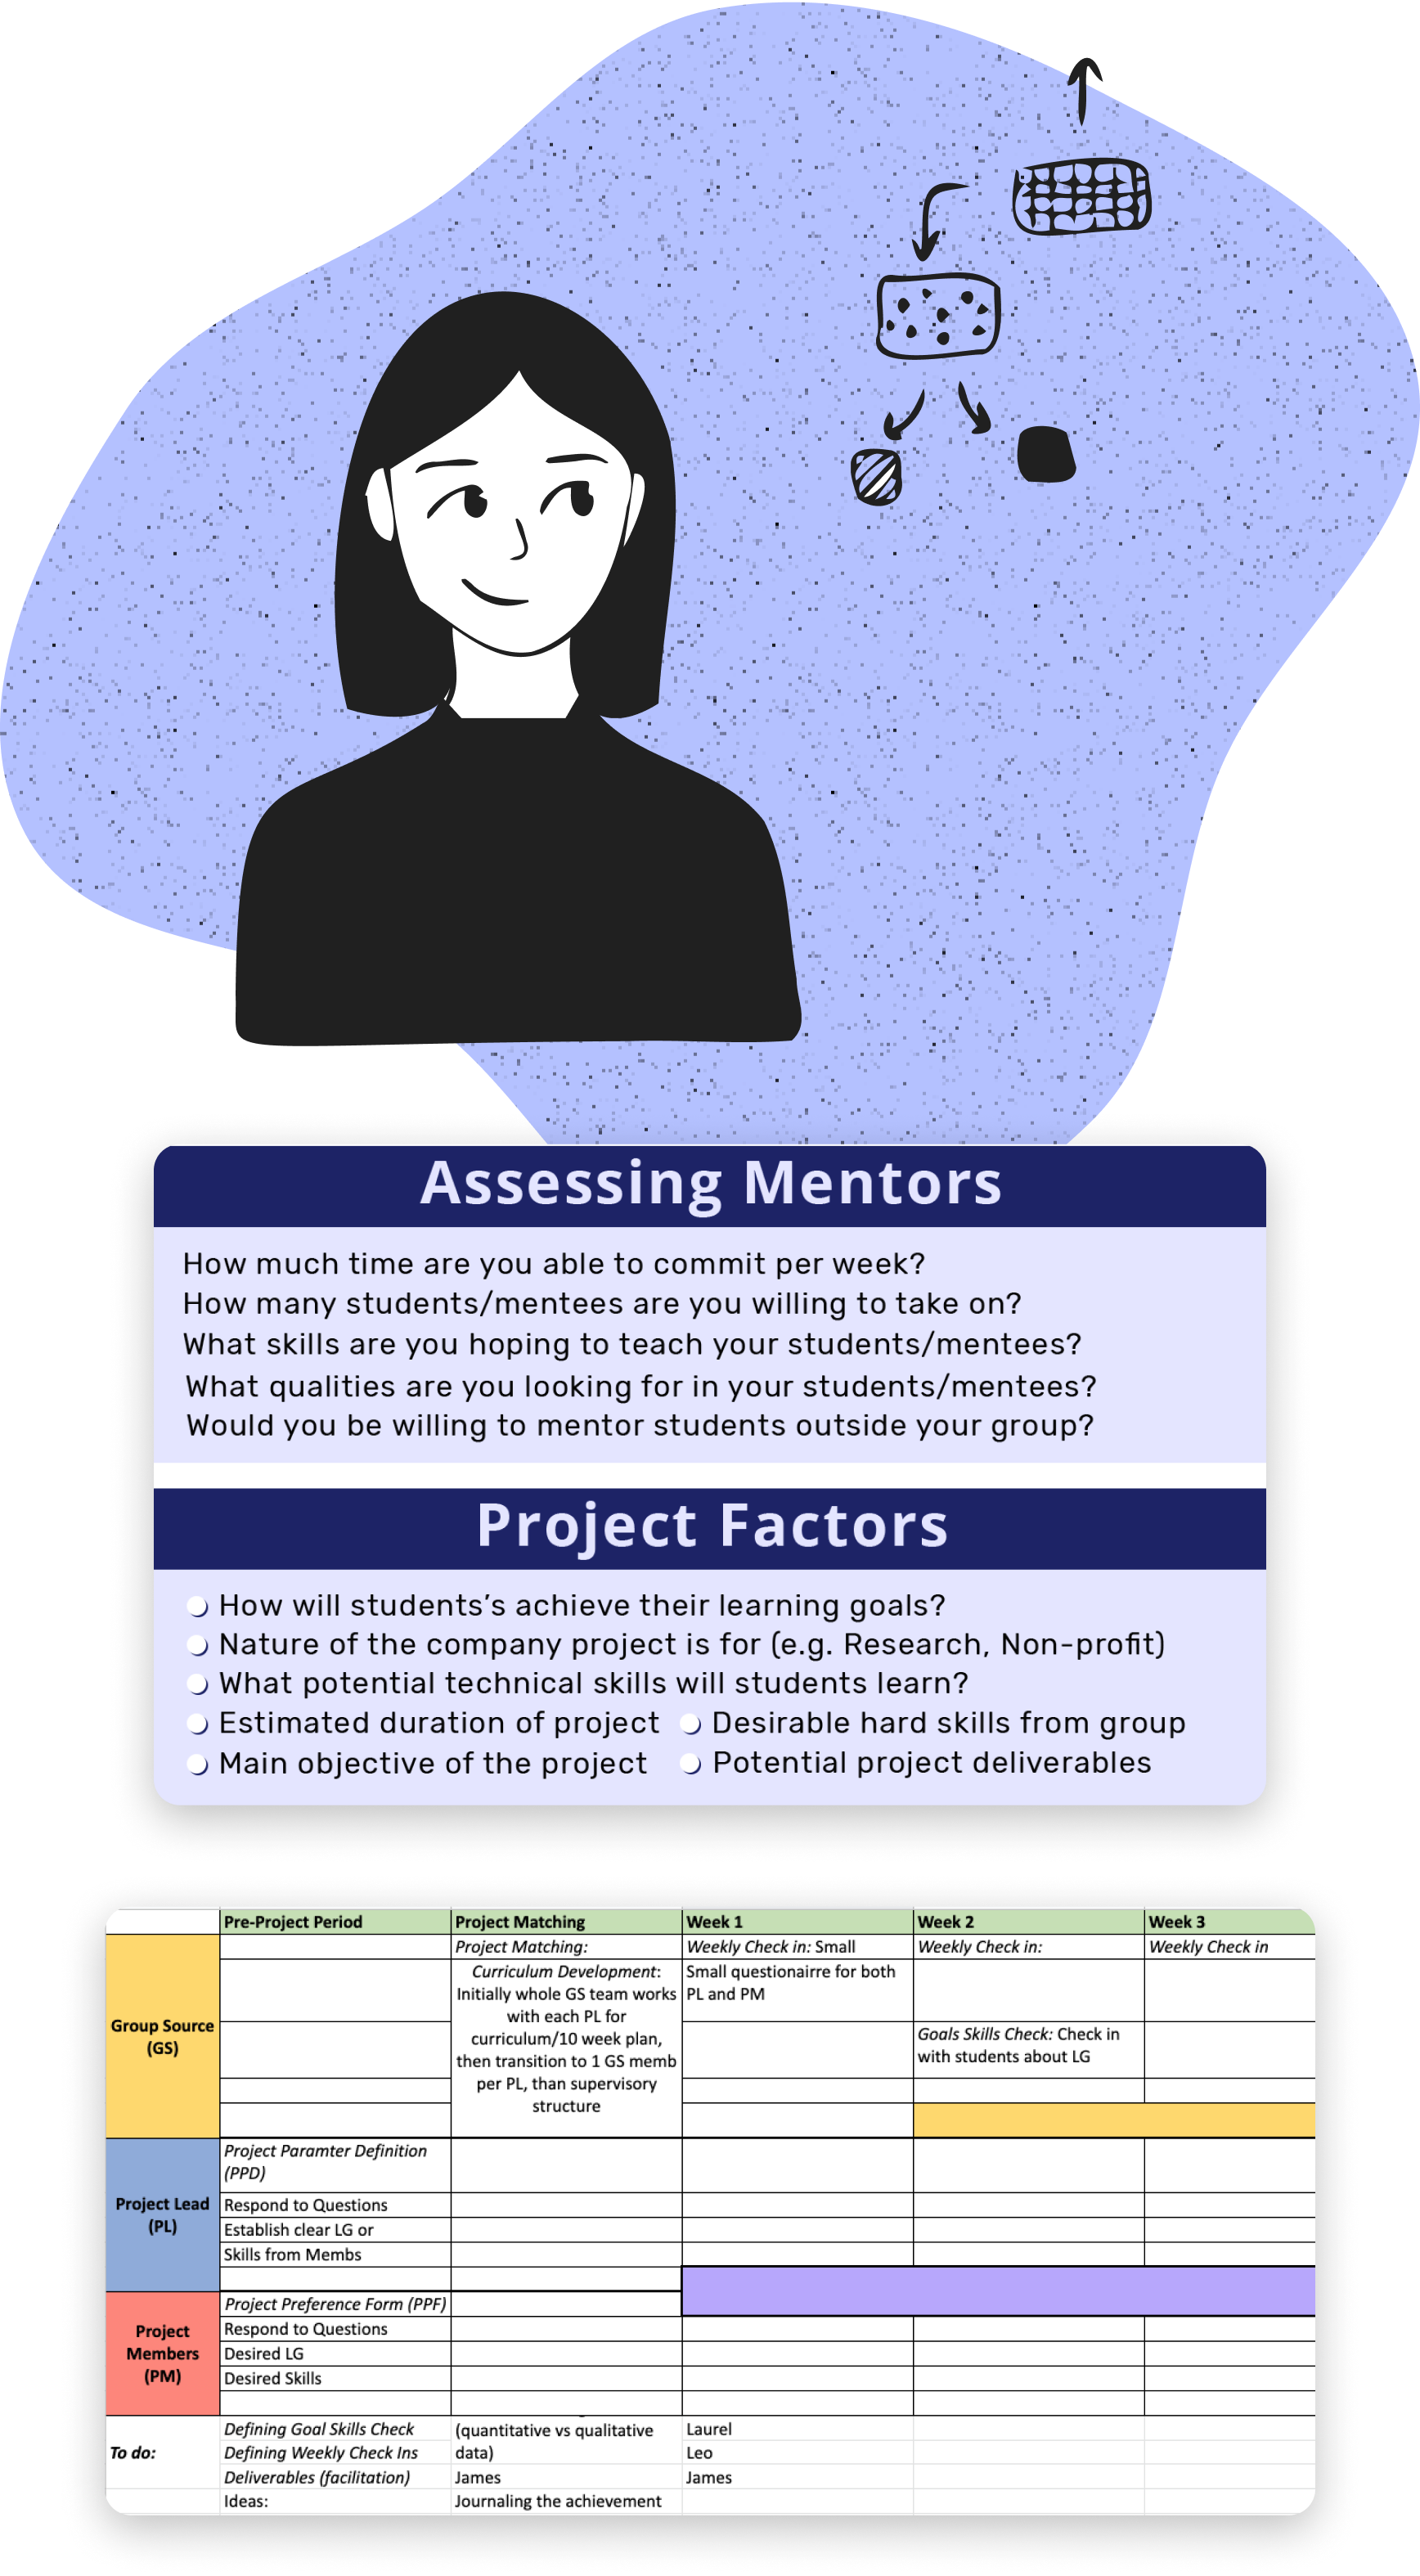 Assessing Mentors
How much time are you able to commit per week?
How many students/mentees are you willing to take on?
What skills are you hoping to teach your students/mentees?
What qualities are you looking for in your students/mentees?
Would you be willing to mentor students outside your group?
Project Factors
How will students’s achieve their learning goals?
Nature of the company project is for (e.g. Research, Non-profit)
What potential technical skills will students learn?
Estimated duration of project
Desirable hard skills from group
Main objective of the project
Potential project deliverables
Pre-Project Period
Project Matching
Week 1
Week 2
Week 3
Group Source
(GS)
Project Matching:
Weekly Check in: Small
Weekly Check in:
Weekly Check in
Curriculum Development:
Initially whole GS team works
with each PL for
curriculum/10 week plan,
then transition to 1 GS memb
per PL, than supervisory
structure
Small questionairre for both
PL and PM
Goals Skills Check: Check in
with students about LG
Project Lead
(PL)
Project Paramter Definition
(PPD)
Respond to Questions
Establish clear LG or
Skills from Membs
Project
Members
(PM)
Project Preference Form (PPF)
Respond to Questions
Desired LG
Desired Skills
To do:
Defining Goal Skills Check
(quantitative vs qualitative
data)
Laurel
Defining Weekly Check Ins
Leo
Deliverables (facilitation)
James
James
Ideas:
Journaling the achievement